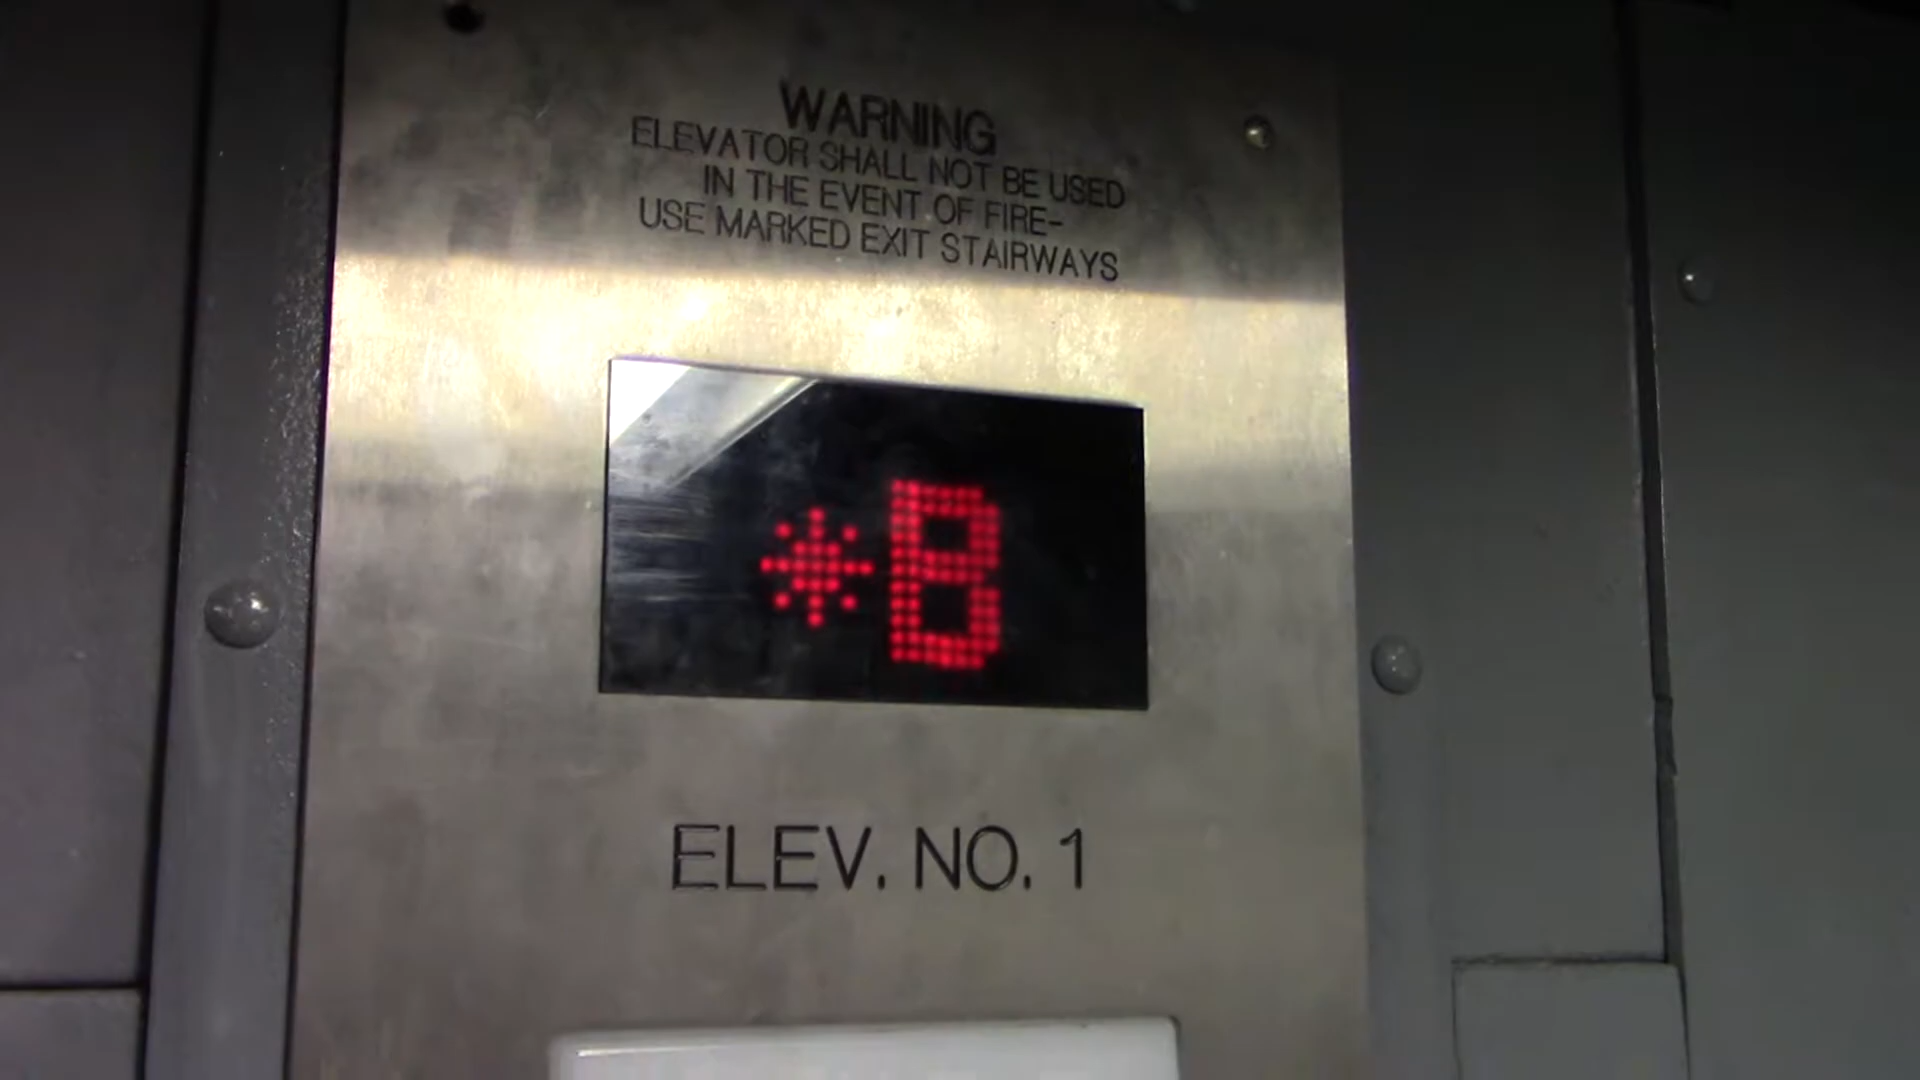 WARNING
ELEVATOR SHALL NOT BE USED
IN THE EVENT OF FIRE-
USE MARKED EXIT STAIRWAYS
*B
ELEV. NO. 1